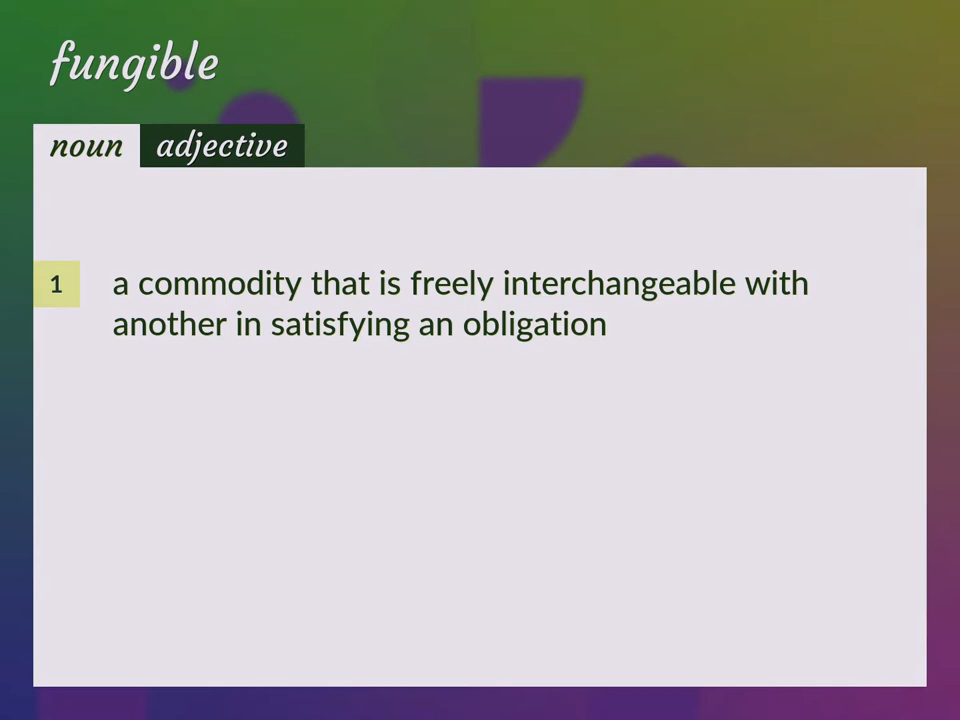 fungible
noun adjective
1 a commodity that is freely interchangeable with
another in satisfying an obligation